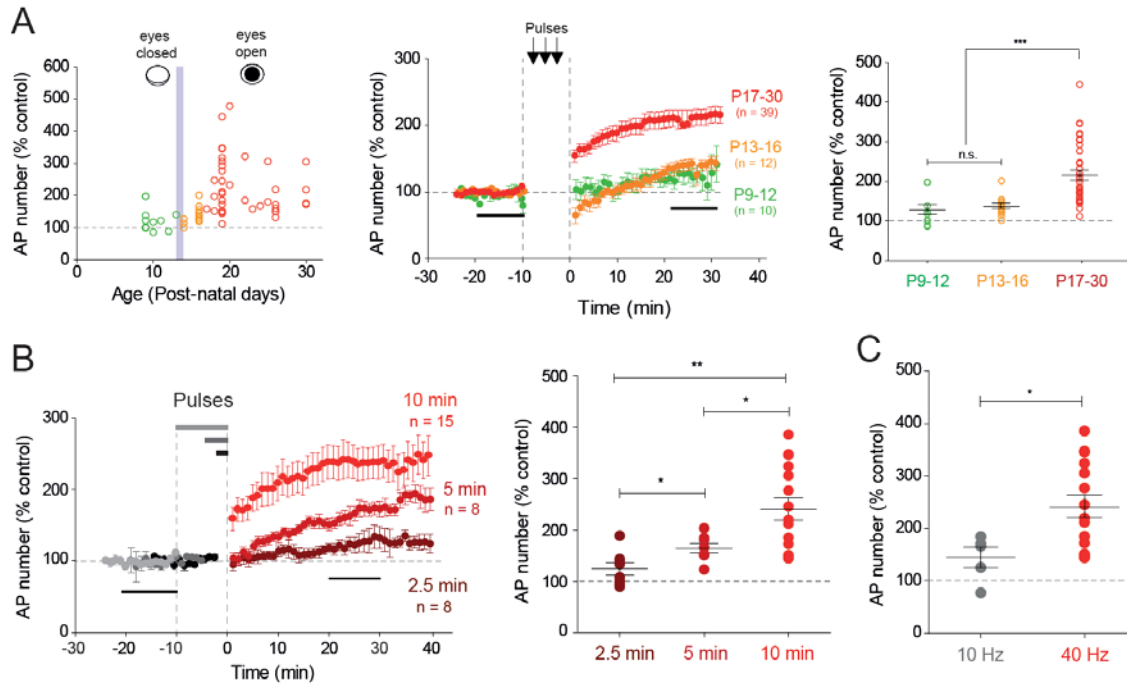 A
eyes
closed
eyes
open
600
500
400
300
200
100
0
0
10
20
30
AP number (% control)
Age (Post-natal days)
Pulses
300
200
100
0
-30
-20
-10
0
10
20
30
40
AP number (% control)
Time (min)
P17-30
(n = 39)
P13-16
(n = 12)
P9-12
(n = 10)
***
n.s.
500
400
300
200
100
0
AP number (% control)
P9-12
P13-16
P17-30
B
Pulses
10 min
n = 15
5 min
n = 8
2.5 min
n = 8
300
200
100
0
-30
-20
-10
0
10
20
30
40
AP number (% control)
Time (min)
**
*
*
500
400
300
200
100
0
AP number (% control)
2.5 min
5 min
10 min
C
*
500
400
300
200
100
0
AP number (% control)
10 Hz
40 Hz